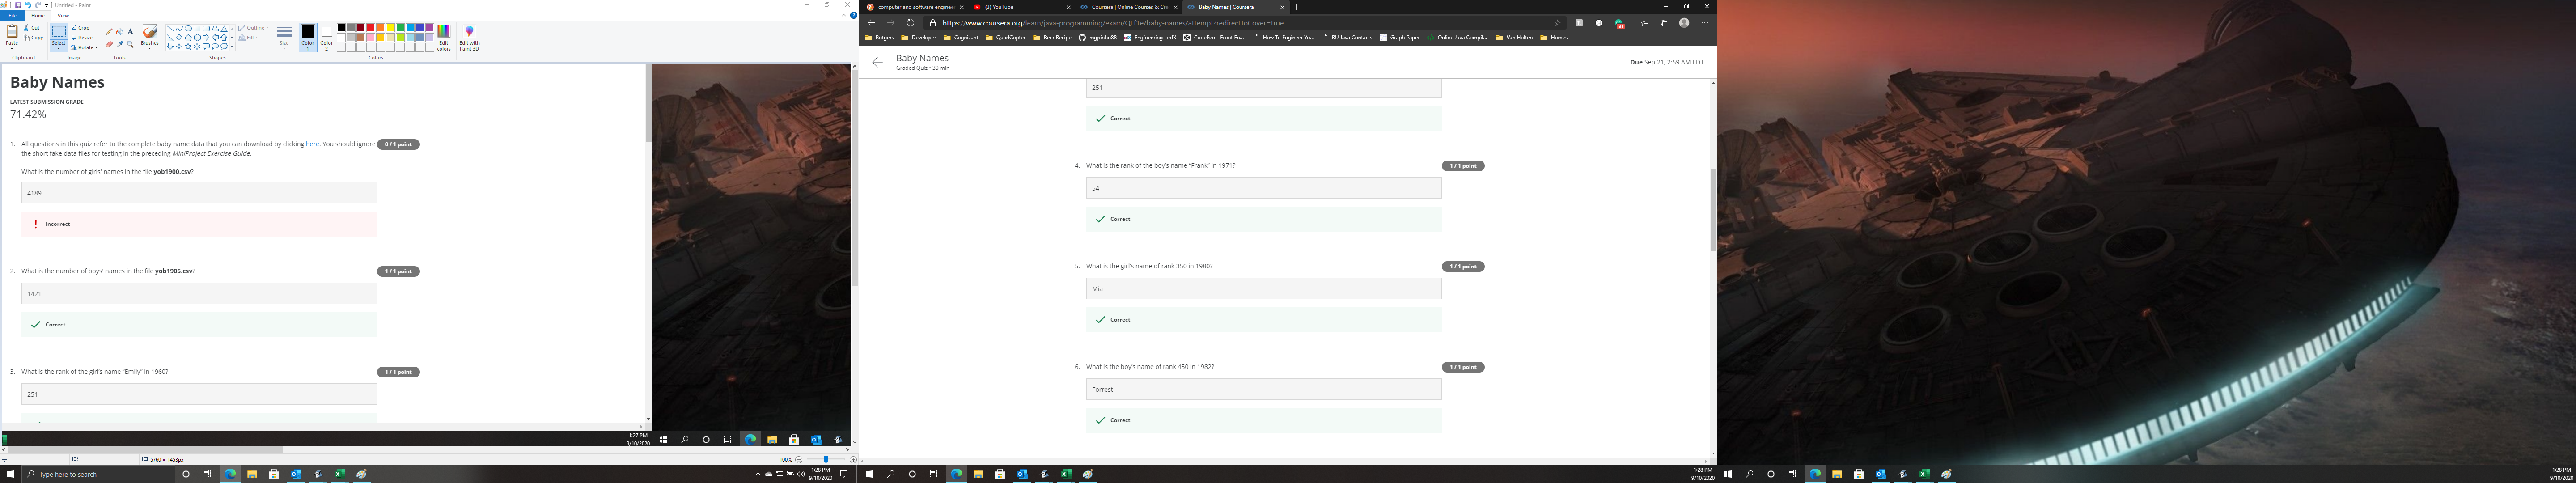 Untitled - Paint
File
Home
View
Paste
Cut
Copy
Clipboard
Select
Crop
Resize
Rotate
Image
Tools
Brushes
Outline
Fill
Shapes
Size
Color 1
Color 2
Edit colors
Colors
Edit with Paint 3D
Baby Names
LATEST SUBMISSION GRADE
71.42%
1. All questions in this quiz refer to the complete baby name data that you can download by clicking here. You should ignore
the short fake data files for testing in the preceding MiniProject Exercise Guide.
0 / 1 point
What is the number of girls' names in the file yob1900.csv?
4189
Incorrect
2. What is the number of boys' names in the file yob1905.csv?
1 / 1 point
1421
Correct
3. What is the rank of the girl's name "Emily" in 1960?
1 / 1 point
251
1:27 PM
9/10/2020
5760 × 1453px
100%
Type here to search
1:28 PM
9/10/2020
computer and software engineer
(3) YouTube
Coursera | Online Courses & Cre
Baby Names | Coursera
https://www.coursera.org/learn/java-programming/exam/QLf1e/baby-names/attempt?redirectToCover=true
Rutgers
Developer
Cognizant
QuadCopter
Beer Recipe
mgpinho88
Engineering | edX
CodePen - Front En...
How To Engineer Yo...
RU Java Contacts
Graph Paper
Online Java Compil...
Van Holten
Homes
Baby Names
Graded Quiz • 30 min
Due Sep 21, 2:59 AM EDT
251
Correct
4. What is the rank of the boy's name "Frank" in 1971?
1 / 1 point
54
Correct
5. What is the girl's name of rank 350 in 1980?
1 / 1 point
Mia
Correct
6. What is the boy's name of rank 450 in 1982?
1 / 1 point
Forrest
Correct
1:28 PM
9/10/2020
1:28 PM
9/10/2020